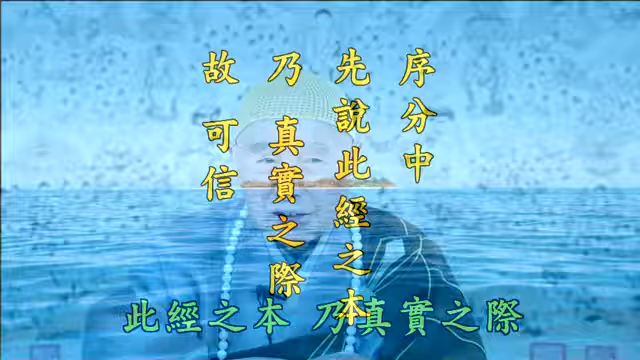 序分中
先說此經之本
乃 真實之際
故 可信
此經之本 乃真實之際